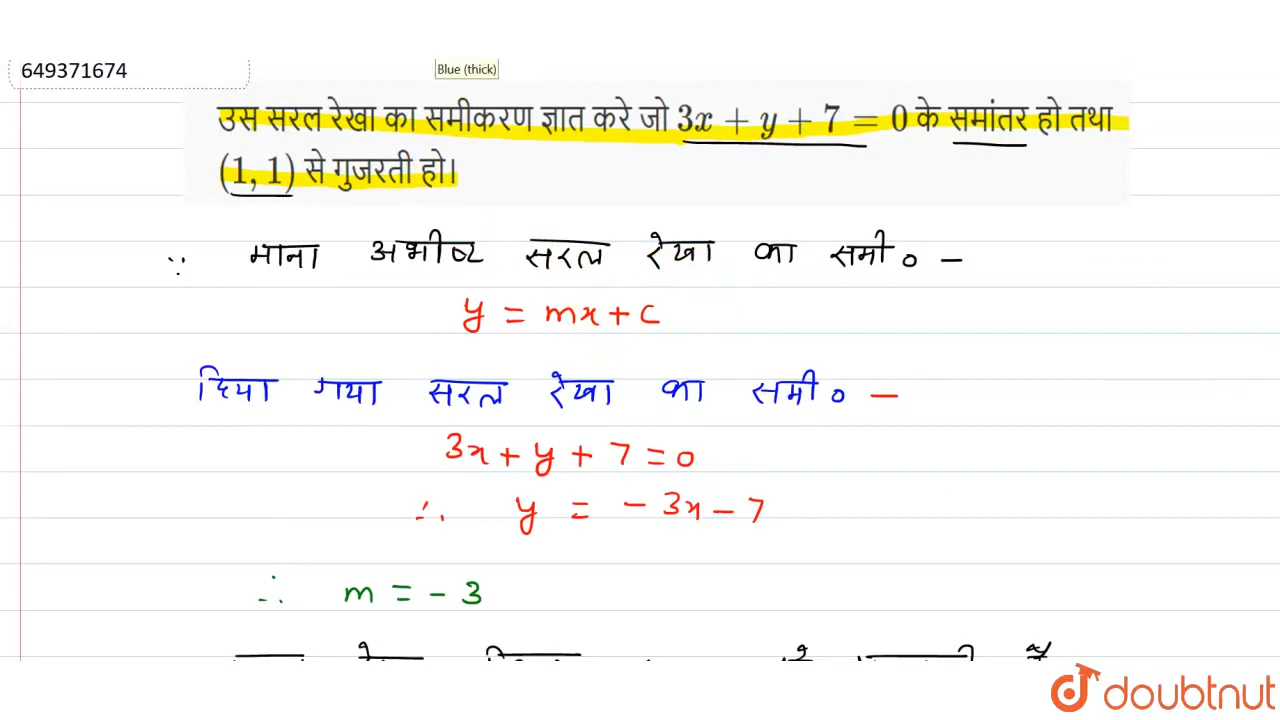 649371674
Blue (thick)
उस सरल रेखा का समीकरण ज्ञात करे जो 3x + y + 7 = 0 के समांतर हो तथा
(1, 1) से गुजरती हो।
∵ माना अभीष्ट सरल रेखा का समी० –
y = mx + c
दिया गया सरल रेखा का समी० –
3x + y + 7 = 0
∴ y = - 3x - 7
∴ m = - 3
doubtnut